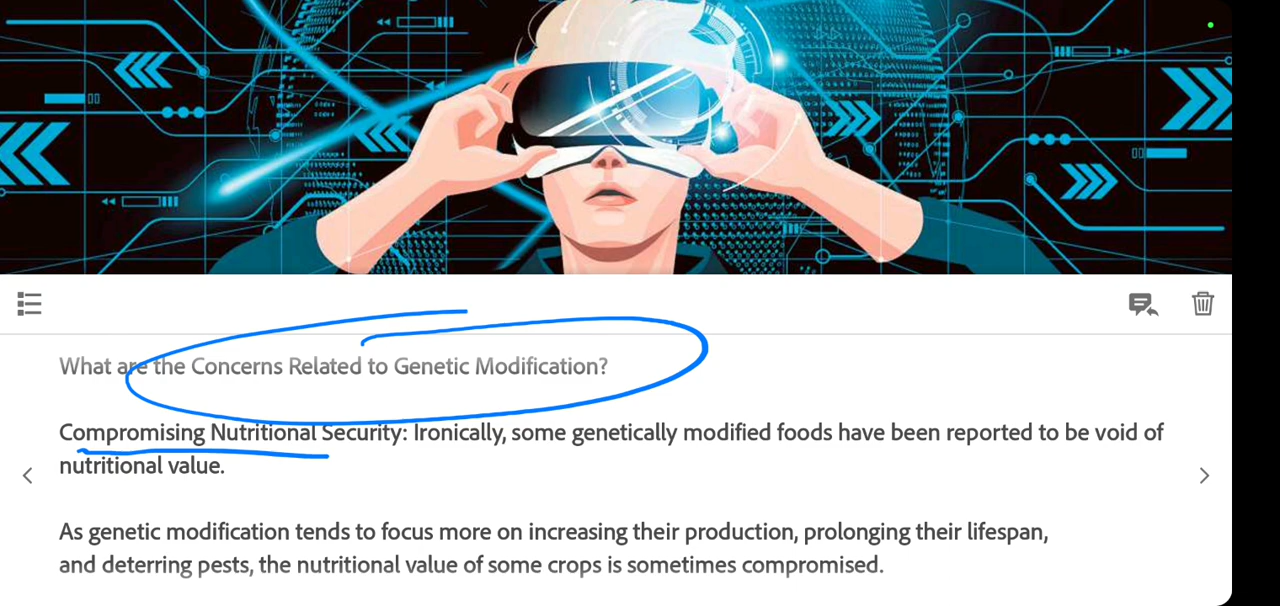 What are the Concerns Related to Genetic Modification?
Compromising Nutritional Security: Ironically, some genetically modified foods have been reported to be void of
nutritional value.
As genetic modification tends to focus more on increasing their production, prolonging their lifespan,
and deterring pests, the nutritional value of some crops is sometimes compromised.